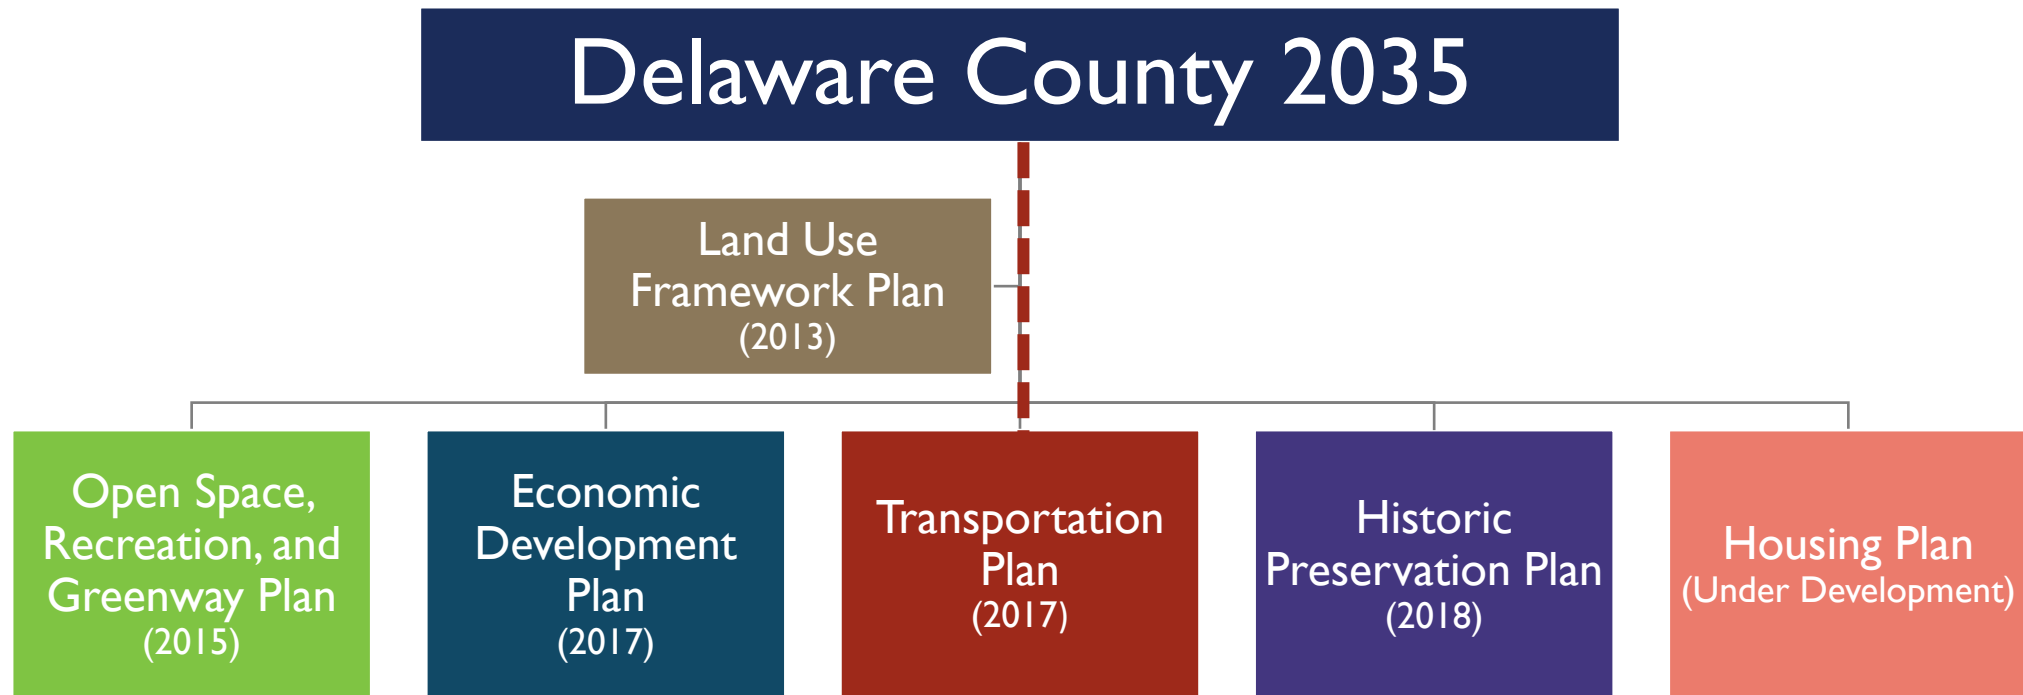 Delaware County 2035
Land Use
Framework Plan
(2013)
Open Space,
Recreation, and
Greenway Plan
(2015)
Economic
Development
Plan
(2017)
Transportation
Plan
(2017)
Historic
Preservation Plan
(2018)
Housing Plan
(Under Development)